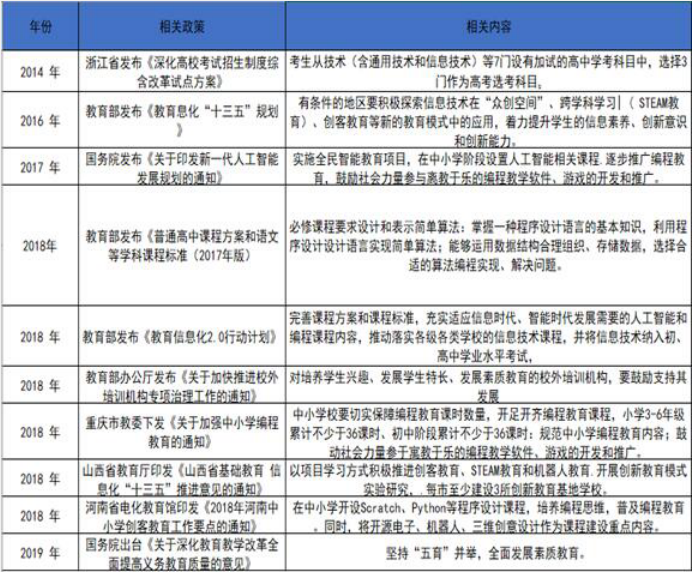 年份 相关政策 相关内容
2014 年 浙江省发布《深化高校考试招生制度综
合改革试点方案》
考生从技术（含通用技术和信息技术）等7门设有加试的高中学考科目中，选择3
门作为高考选考科目。
2016 年 教育部发布《教育息化“十三五”规划
》
有条件的地区要积极探索信息技术在“众创空间”、跨学科学习|（ STEAM教
育）、创客教育等新的教育模式中的应用，着力提升学生的信息素养、创新意识
和创新能力。
2017 年 国务院发布《关于印发新一代人工智能
发展规划的通知》
实施全民智能教育项目，在中小学阶段设置人工智能相关课程.逐步推广编程教
育，鼓励社会力量参与离教于乐的编程教学软件、游戏的开发和推广。
2018年 教育部发布《普通高中课程方案和语文
等学科课程标准（2017年版）
必修课程要求设计和表示简单算法：掌握一种程序设计语言的基本知识，利用程
序设计设计语言实现简单算法；能够运用数据结构合理组织、存储数据，选择合
适的算法编程实现、解决问题。
2018 年 教育部发布《教育信息化2.0行动计划》
完善课程方案和课程标准，充实适应信息时代、智能时代发展需要的人工智能和
编程课程内容，推动落实各级各类学校的信息技术课程，并将信息技术纳入初、
高中学业水平考试，
2018 年 教育部办公厅发布《关于加快推进校外
培训机构专项治理工作的通知》
对培养学生兴趣、发展学生特长、发展素质教育的校外培训机构，要鼓励支持其
发展
2018 年 重庆市教委下发《关于加强中小学编程
教育的通知》
中小学校要切实保障编程教育课时数量，开足开齐编程教育课程，小学3-6年级
累计不少于36课时、初中阶段累计不少于36课时：规范中小学编程教育内容；鼓
动社会力量参于寓教于乐的编程教学软件、游戏的开发和推广。
2018 年 山西省教育厅印发《山西省基础教育 信
息化“十三五”推进意见的通知》
以项目学习方式积极推进创客教育、STEAM教育和机器人教育.开展创新教育模式
实验研究,.每市至少建设3所创新教育基地学校。
2018 年 河南省电化教育馆印发《2018年河南中
小学创客教育工作要点的通知》
在中小学开设Scratch、Python等程序设计课程，培养编程思维，普及编程教育
。同时，将开源电子、机器人、三维创意设计作为课程建设重点内容。
2019 年 国务院出台《关于深化教育教学改革全
面提高义务教育质量的意见》
坚持“五育”并举，全面发展素质教育。